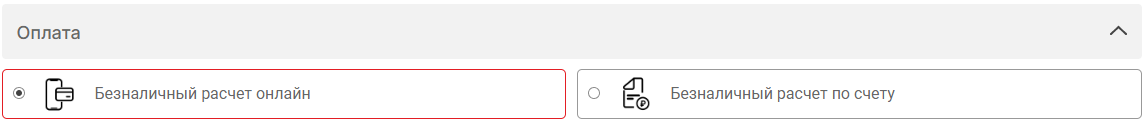 Оплата
Безналичный расчет онлайн
Безналичный расчет по счету